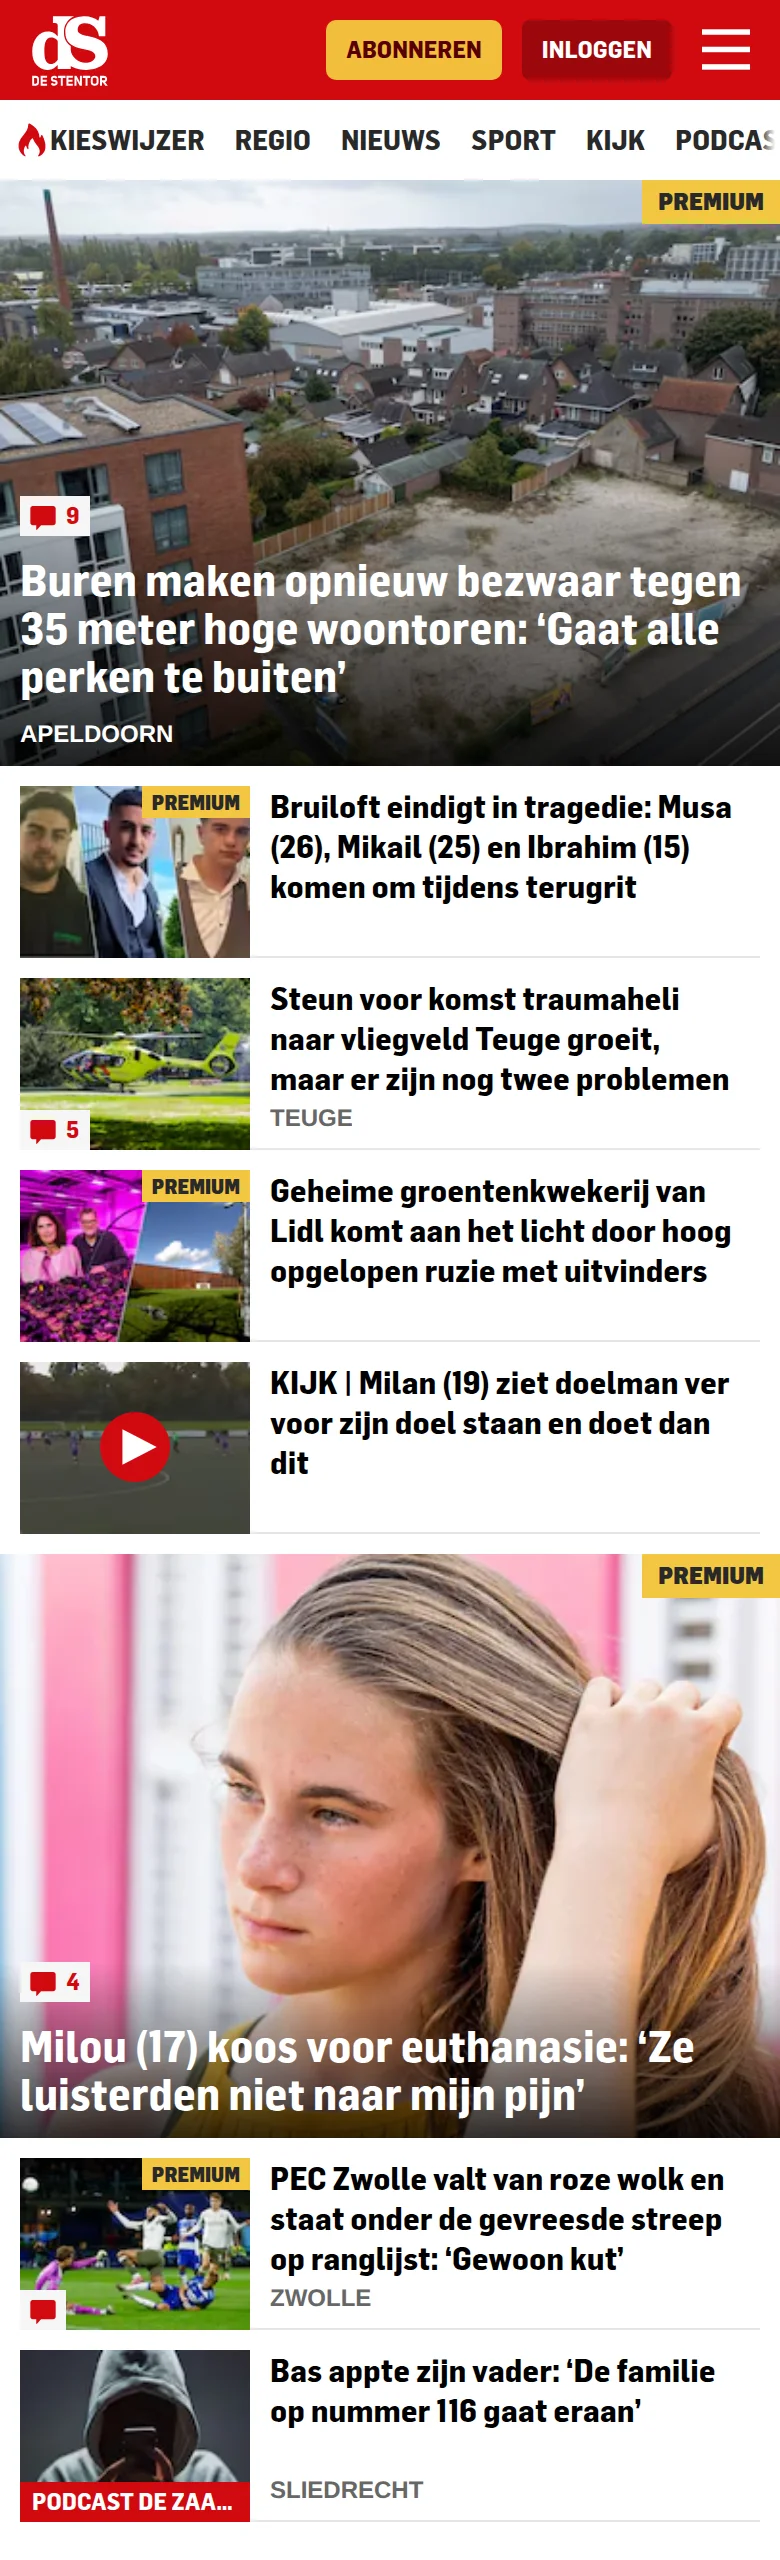 dS
DE STENTOR
ABONNEREN
INLOGGEN
KIESWIJZER REGIO NIEUWS SPORT KIJK PODCAS
PREMIUM
9
Buren maken opnieuw bezwaar tegen
35 meter hoge woontoren: ‘Gaat alle
perken te buiten’
APELDOORN
PREMIUM
Bruiloft eindigt in tragedie: Musa
(26), Mikail (25) en Ibrahim (15)
komen om tijdens terugrit
Steun voor komst traumaheli
naar vliegveld Teuge groeit,
maar er zijn nog twee problemen
TEUGE
5
PREMIUM
Geheime groentenkwekerij van
Lidl komt aan het licht door hoog
opgelopen ruzie met uitvinders
KIJK | Milan (19) ziet doelman ver
voor zijn doel staan en doet dan
dit
PREMIUM
4
Milou (17) koos voor euthanasie: ‘Ze
luisterden niet naar mijn pijn’
PREMIUM
PEC Zwolle valt van roze wolk en
staat onder de gevreesde streep
op ranglijst: ‘Gewoon kut’
ZWOLLE
Bas appte zijn vader: ‘De familie
op nummer 116 gaat eraan’
SLIEDRECHT
PODCAST DE ZAA...